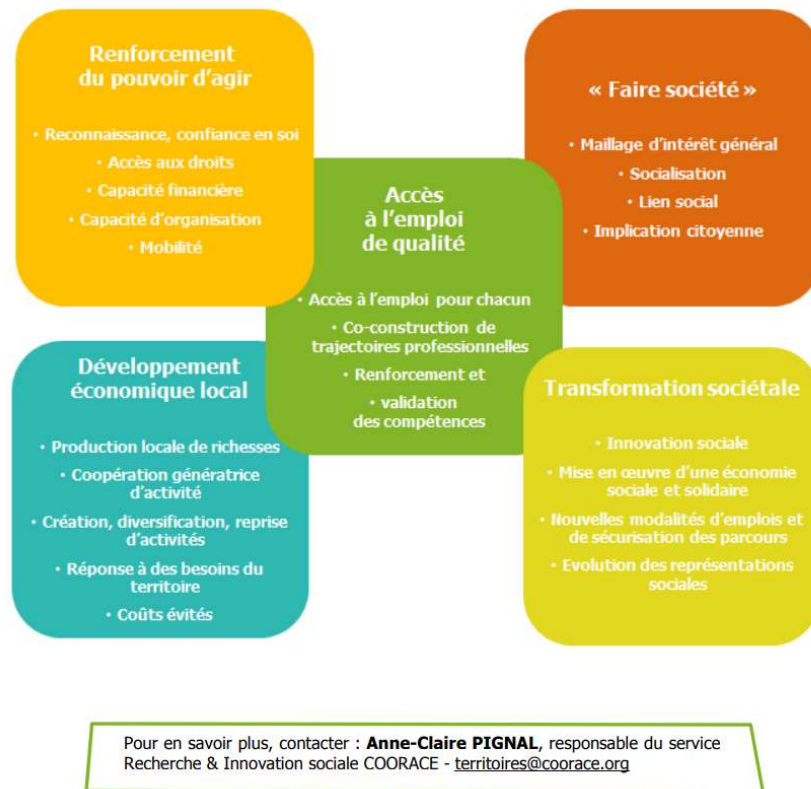 Renforcement
du pouvoir d'agir
• Reconnaissance, confiance en soi
• Accès aux droits
• Capacité financière
• Capacité d'organisation
• Mobilité
« Faire société »
• Maillage d'intérêt général
• Socialisation
• Lien social
• Implication citoyenne
Accès
à l'emploi
de qualité
• Accès à l'emploi pour chacun
• Co-construction de
trajectoires professionnelles
• Renforcement et
• validation
des compétences
Développement
économique local
• Production locale de richesses
• Coopération génératrice
d'activité
• Création, diversification, reprise
d'activités
• Réponse à des besoins du
territoire
• Coûts évités
Transformation sociétale
• Innovation sociale
• Mise en œuvre d'une économie
sociale et solidaire
• Nouvelles modalités d'emplois et
de sécurisation des parcours
• Evolution des représentations
sociales
Pour en savoir plus, contacter : Anne-Claire PIGNAL, responsable du service
Recherche & Innovation sociale COORACE - territoires@coorace.org